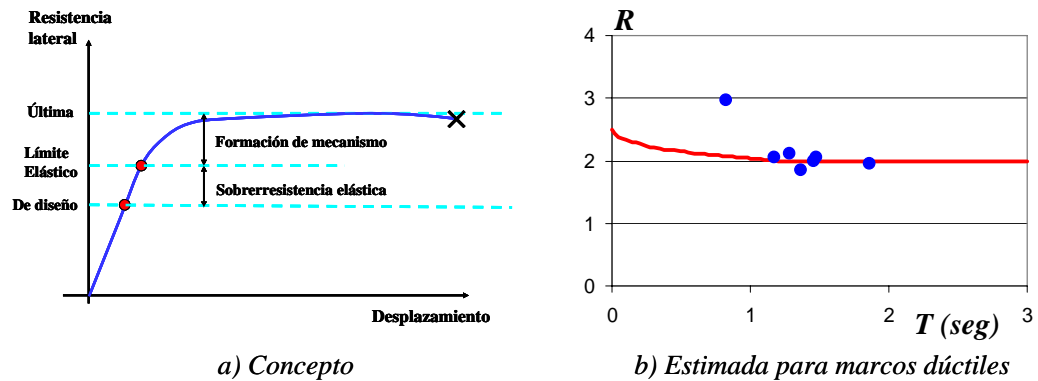 Resistencia
lateral
Última
Límite
Elástico
De diseño
Formación de mecanismo
Sobrerresistencia elástica
Desplazamiento
a) Concepto
R
4
3
2
1
0
0
1
2
3
T (seg)
b) Estimada para marcos dúctiles